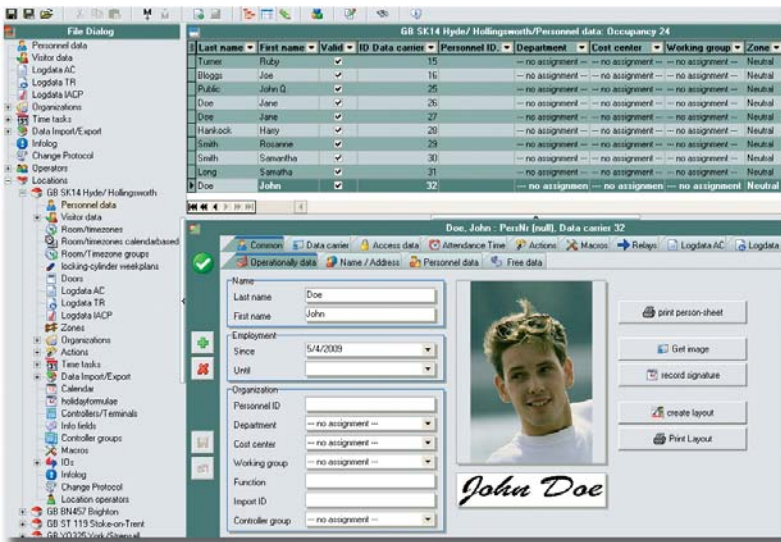 File Dialog
Personnel data
Visitor data
Logdata AC
Logdata TR
Logdata IACP
Organizations
Time tasks
Data Import/Export
Infolog
Change Protocol
Operators
Locations
GB SK14 Hyde/ Hollingsworth
Personnel data
Visitor data
Room/timezones
Room/timezones calendarbased
Room/Timezone groups
locking-cylinder weekplans
Doors
Logdata AC
Logdata TR
Logdata IACP
Zones
Organizations
Actions
Time tasks
Data Import/Export
Calendar
holidayformulae
Controllers/Terminals
Info fields
Controller groups
Macros
IOs
Infolog
Change Protocol
Location operators
GB BN457 Brighton
GB ST 119 Stoke-on-Trent
GB YO325 York /Strensall
GB SK14 Hyde/ Hollingsworth/Personnel data: Occupancy 24
Last name First name Valid ID Data carrier Personnel ID. Department Cost center Working group Zone
Turner Ruby 15 --- no assignment --- --- no assignment --- --- no assignment --- Neutral
Bloggs Joe 16 --- no assignment --- --- no assignment --- --- no assignment --- Neutral
Public John Q 25 --- no assignment --- --- no assignment --- --- no assignment --- Neutral
Doe Jane 26 --- no assignment --- --- no assignment --- --- no assignment --- Neutral
Doe Jane 27 --- no assignment --- --- no assignment --- --- no assignment --- Neutral
Hankock Harry 28 --- no assignment --- --- no assignment --- --- no assignment --- Neutral
Smith Rosanne 29 --- no assignment --- --- no assignment --- --- no assignment --- Neutral
Smith Samantha 30 --- no assignment --- --- no assignment --- --- no assignment --- Neutral
Long Samatha 31 --- no assignment --- --- no assignment --- --- no assignment --- Neutral
Doe John 32 --- no assignmen --- no assignmen --- no assignment Neutral
Doe, John : PersNr (null), Data carrier 32
Common Data carrier Access data Attendance Time Actions Macros Relays Logdata AC Logdata
Operationally data Name / Address Personnel data Free data
Name
Last name Doe
First name John
Employment
Since 5/4/2009
Until
Organization
Personnel ID
Department --- no assignment ---
Cost center --- no assignment ---
Working group --- no assignment ---
Function
Import ID
Controller group --- no assignment ---
John Doe
print person-sheet
Get image
record signature
create layout
Print Layout